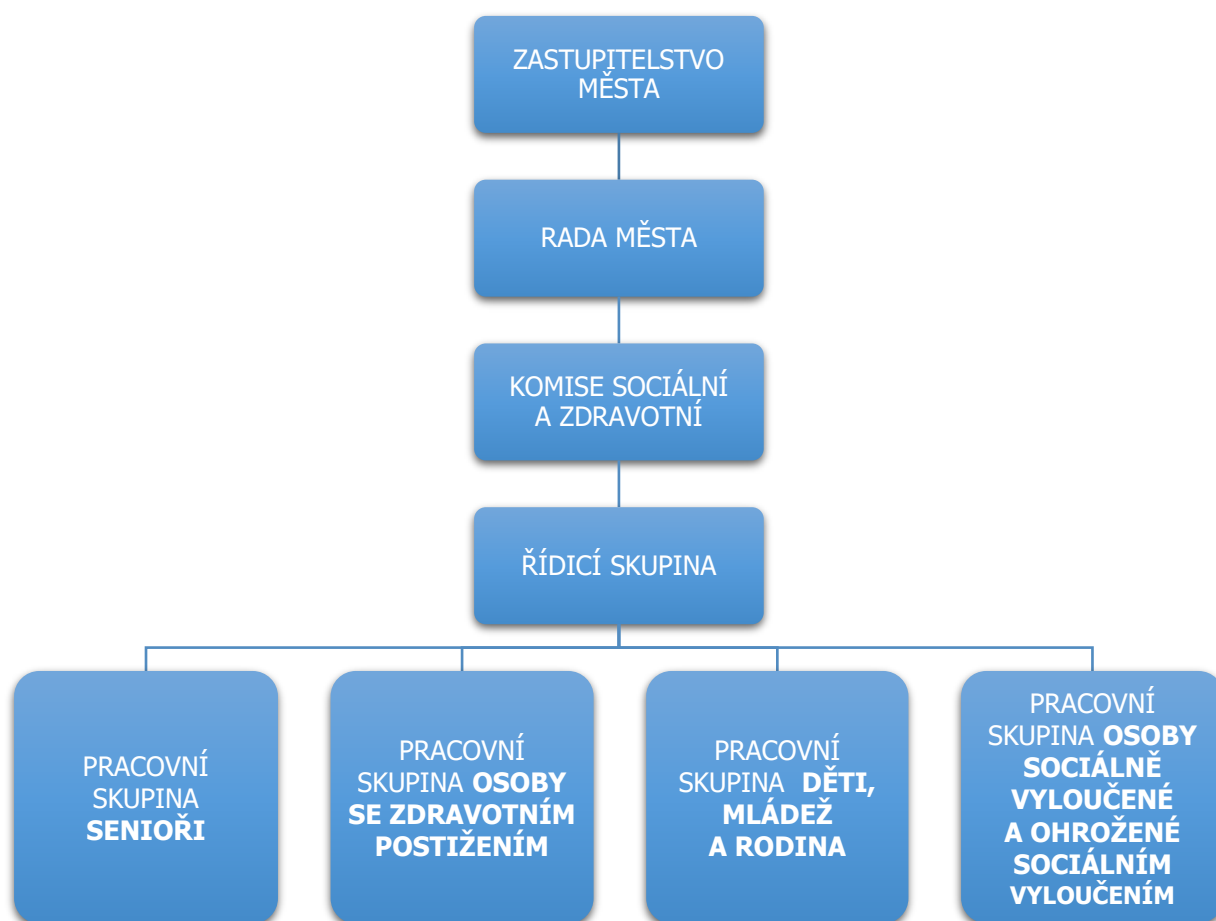 ZASTUPITELSTVO
MĚSTA
RADA MĚSTA
KOMISE SOCIÁLNÍ
A ZDRAVOTNÍ
ŘÍDICÍ SKUPINA
PRACOVNÍ
SKUPINA
SENIOŘI
PRACOVNÍ
SKUPINA OSOBY
SE ZDRAVOTNÍM
POSTIŽENÍM
PRACOVNÍ
SKUPINA DĚTI,
MLÁDEŽ
A RODINA
PRACOVNÍ
SKUPINA OSOBY
SOCIÁLNĚ
VYLOUČENÉ
A OHROŽENÉ
SOCIÁLNÍM
VYLOUČENÍM